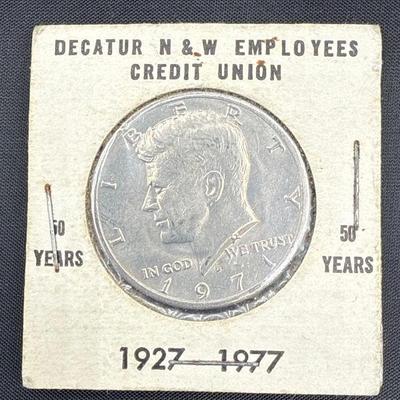 DECATUR N & W EMPLOYEES
CREDIT UNION
LIBERTY
50
YEARS
50
YEARS
IN GOD WE TRUST
1971
1927 1977